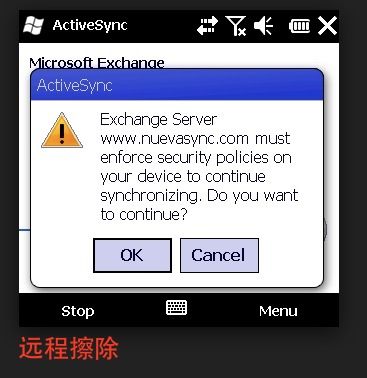 ActiveSync
Microsoft Exchange
ActiveSync
Exchange Server
www.nuevasync.com must
enforce security policies on
your device to continue
synchronizing. Do you want
to continue?
OK Cancel
Stop Menu
远程擦除